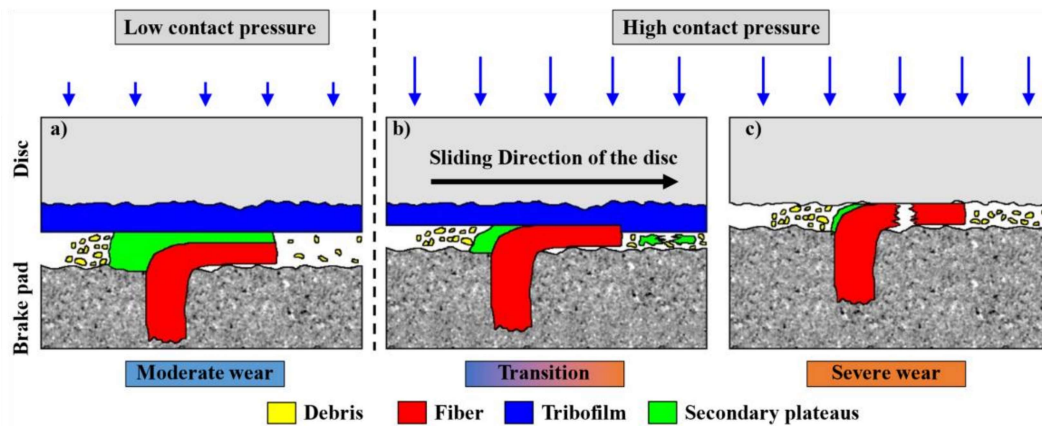 Low contact pressure
High contact pressure
a)
b)
c)
Disc
Sliding Direction of the disc
Brake pad
Moderate wear
Transition
Severe wear
Debris
Fiber
Tribofilm
Secondary plateaus